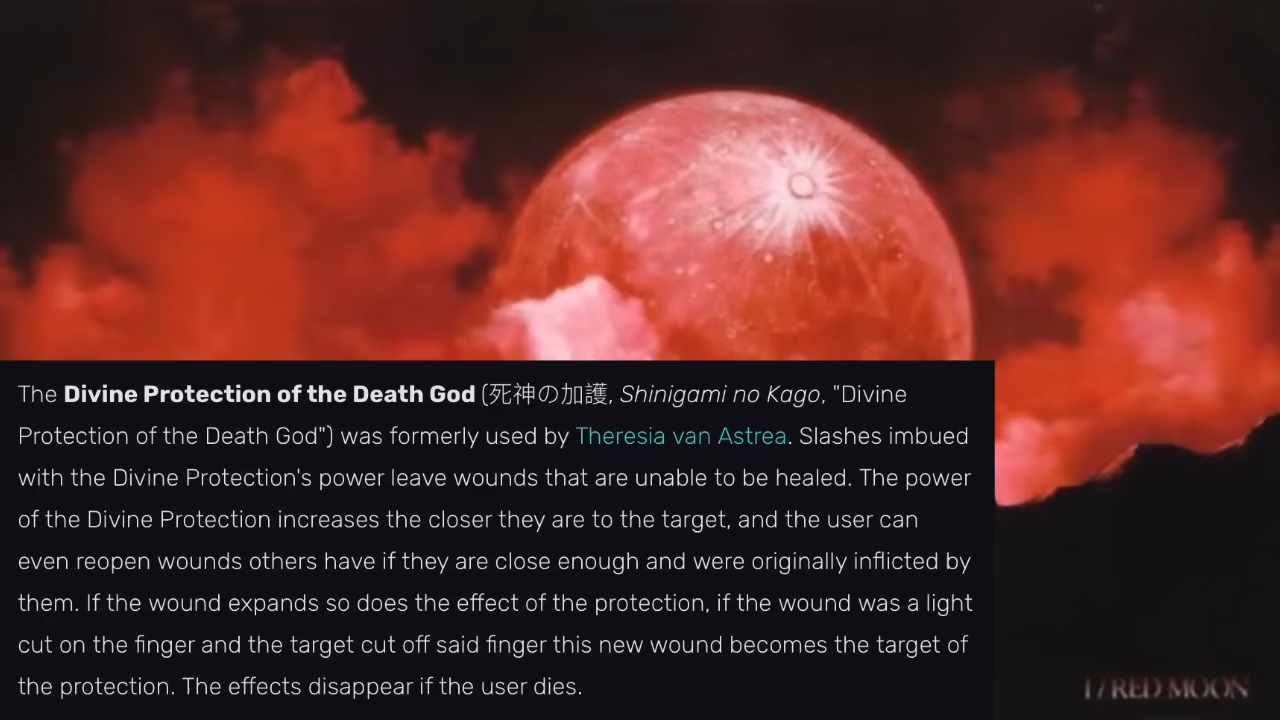 The Divine Protection of the Death God (死神の加護, Shinigami no Kago, "Divine
Protection of the Death God") was formerly used by Theresia van Astrea. Slashes imbued
with the Divine Protection's power leave wounds that are unable to be healed. The power
of the Divine Protection increases the closer they are to the target, and the user can
even reopen wounds others have if they are close enough and were originally inflicted by
them. If the wound expands so does the effect of the protection, if the wound was a light
cut on the finger and the target cut off said finger this new wound becomes the target of
the protection. The effects disappear if the user dies.
17RED MOON